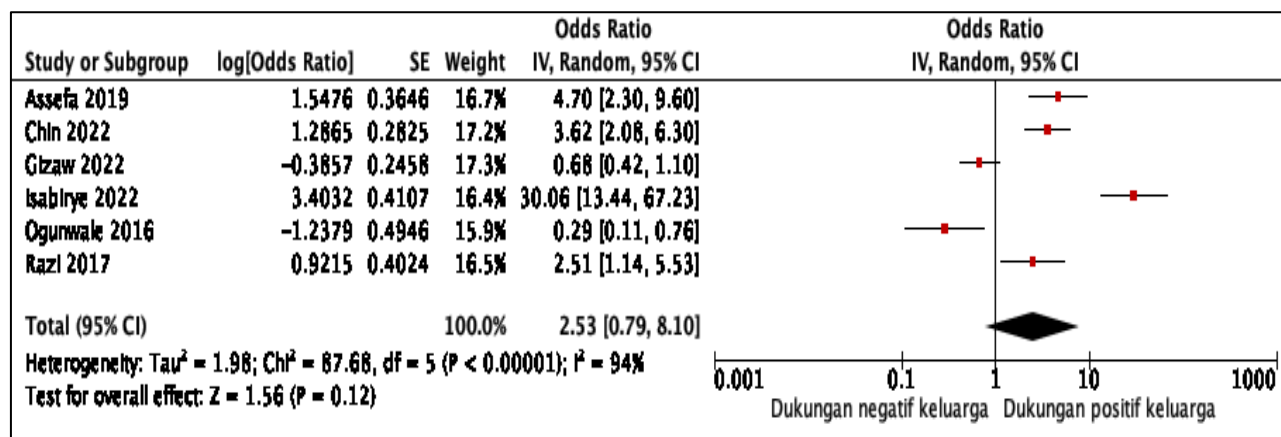 Odds Ratio Odds Ratio
Study or Subgroup log[Odds Ratio] SE Weight IV, Random, 95% CI IV, Random, 95% CI
Assefa 2019 1.5476 0.3646 16.7% 4.70 [2.30, 9.60]
Chin 2022 1.2865 0.2825 17.2% 3.62 [2.08, 6.30]
Gizaw 2022 −0.3857 0.2458 17.3% 0.68 [0.42, 1.10]
Isabirye 2022 3.4032 0.4107 16.4% 30.06 [13.44, 67.23]
Ogunwale 2016 −1.2379 0.4946 15.9% 0.29 [0.11, 0.76]
Razi 2017 0.9215 0.4024 16.5% 2.51 [1.14, 5.53]
Total (95% CI) 100.0% 2.53 [0.79, 8.10]
Heterogeneity: Tau² = 1.98; Chi² = 87.68, df = 5 (P < 0.00001); I² = 94%
Test for overall effect: Z = 1.56 (P = 0.12)
0.001 0.1 1 10 1000
Dukungan negatif keluarga Dukungan positif keluarga